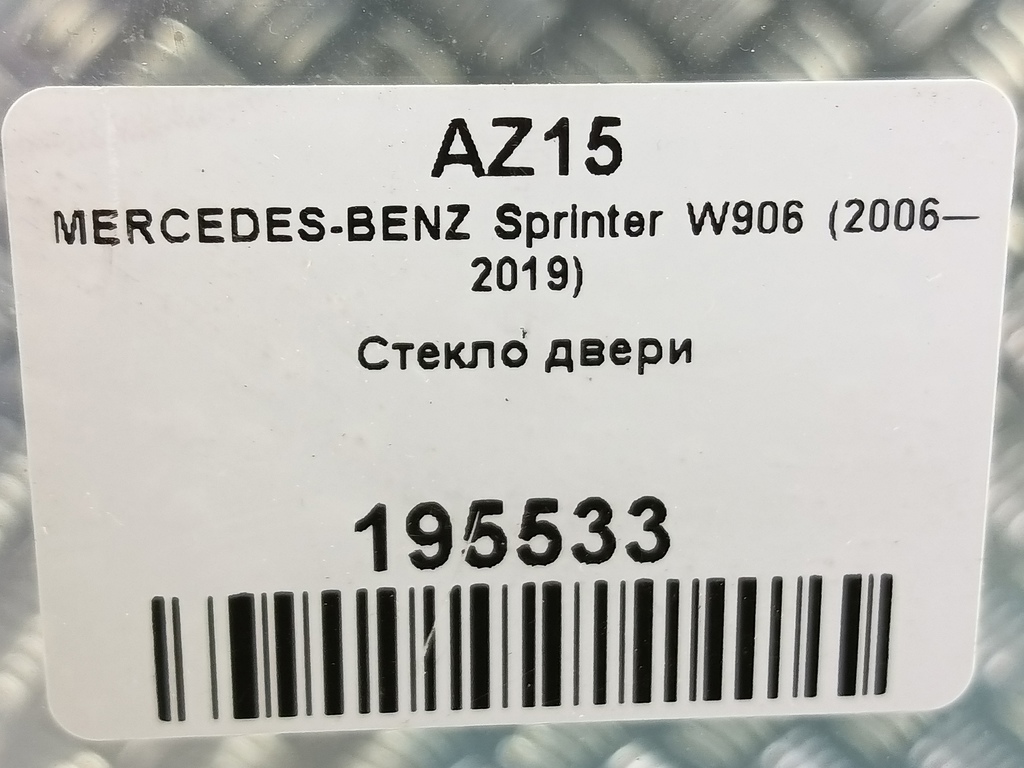 AZ15
MERCEDES-BENZ Sprinter W906 (2006—
2019)
Стекло двери
195533